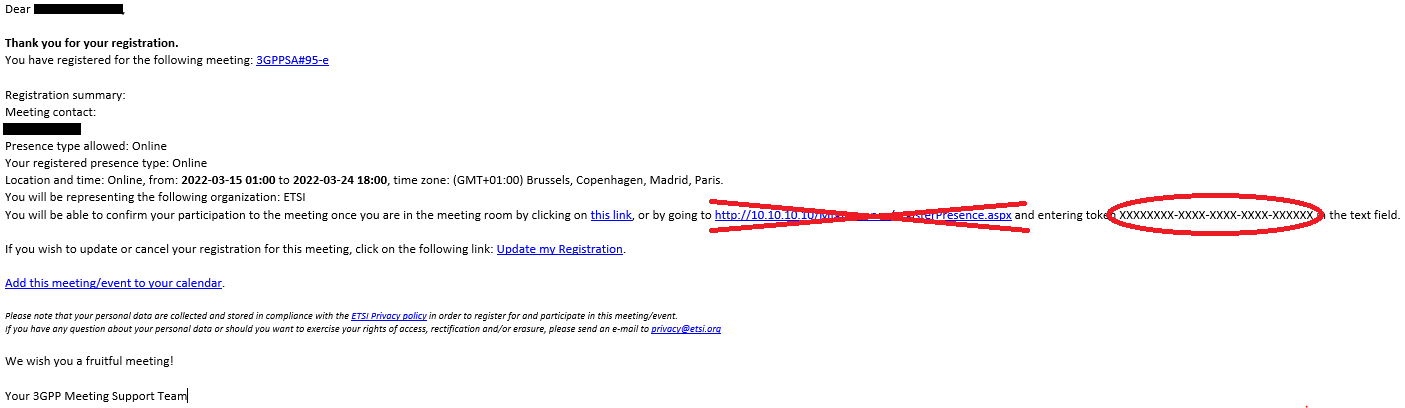 Dear
Thank you for your registration.
You have registered for the following meeting: 3GPPSA#95-e
Registration summary:
Meeting contact:
Presence type allowed: Online
Your registered presence type: Online
Location and time: Online, from: 2022-03-15 01:00 to 2022-03-24 18:00, time zone: (GMT+01:00) Brussels, Copenhagen, Madrid, Paris.
You will be representing the following organization: ETSI
You will be able to confirm your participation to the meeting once you are in the meeting room by clicking on this link, or by going to http://10.10.10.10/ and entering token XXXXXXXX-XXXX-XXXX-XXXX-XXXXXX in the text field.
If you wish to update or cancel your registration for this meeting, click on the following link: Update my Registration.
Add this meeting/event to your calendar.
Please note that your personal data are collected and stored in compliance with the ETSI Privacy policy in order to register for and participate in this meeting/event.
If you have any question about your personal data or should you want to exercise your rights of access, rectification and/or erasure, please send an e-mail to privacy@etsi.org
We wish you a fruitful meeting!
Your 3GPP Meeting Support Team